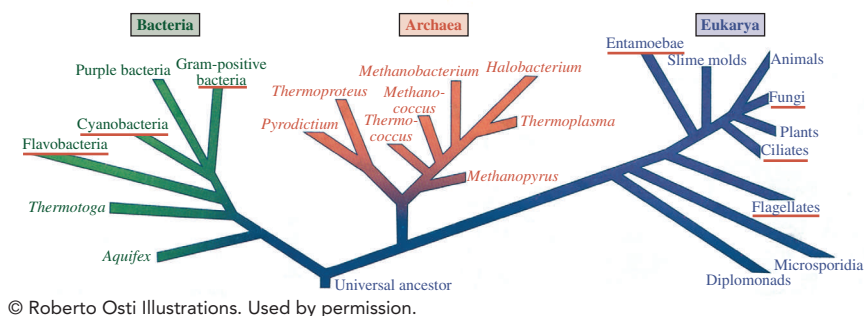 Bacteria
Archaea
Eukarya
Purple bacteria
Gram-positive
bacteria
Cyanobacteria
Flavobacteria
Thermotoga
Aquifex
Universal ancestor
Pyrodictium
Thermoproteus
Methanobacterium
Methano-
coccus
Thermo-
coccus
Halobacterium
Thermoplasma
Methanopyrus
Entamoebae
Slime molds
Animals
Fungi
Plants
Ciliates
Flagellates
Microsporidia
Diplomonads
© Roberto Osti Illustrations. Used by permission.